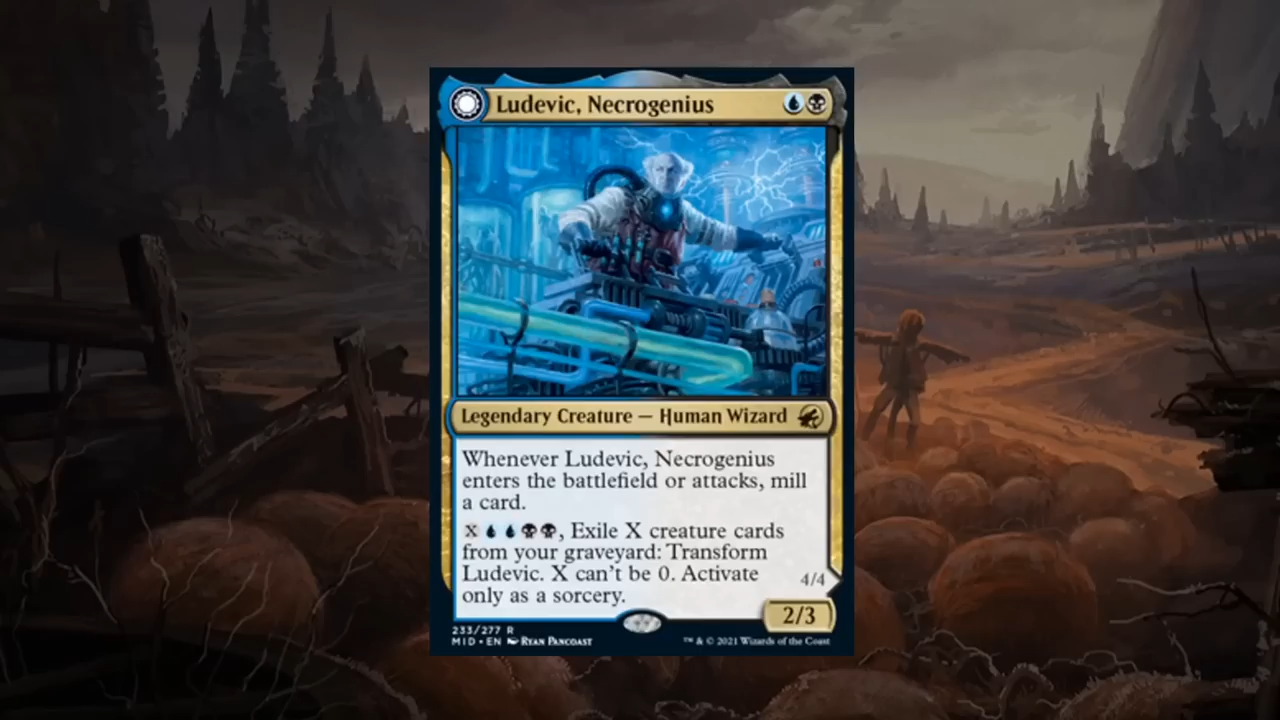 Ludevic, Necrogenius
Legendary Creature — Human Wizard
Whenever Ludevic, Necrogenius
enters the battlefield or attacks, mill
a card.
X, Exile X creature cards
from your graveyard: Transform
Ludevic. X can't be 0. Activate
only as a sorcery.
4/4
2/3
233/277 R
MID • EN Ryan Pancoast
™ & © 2021 Wizards of the Coast